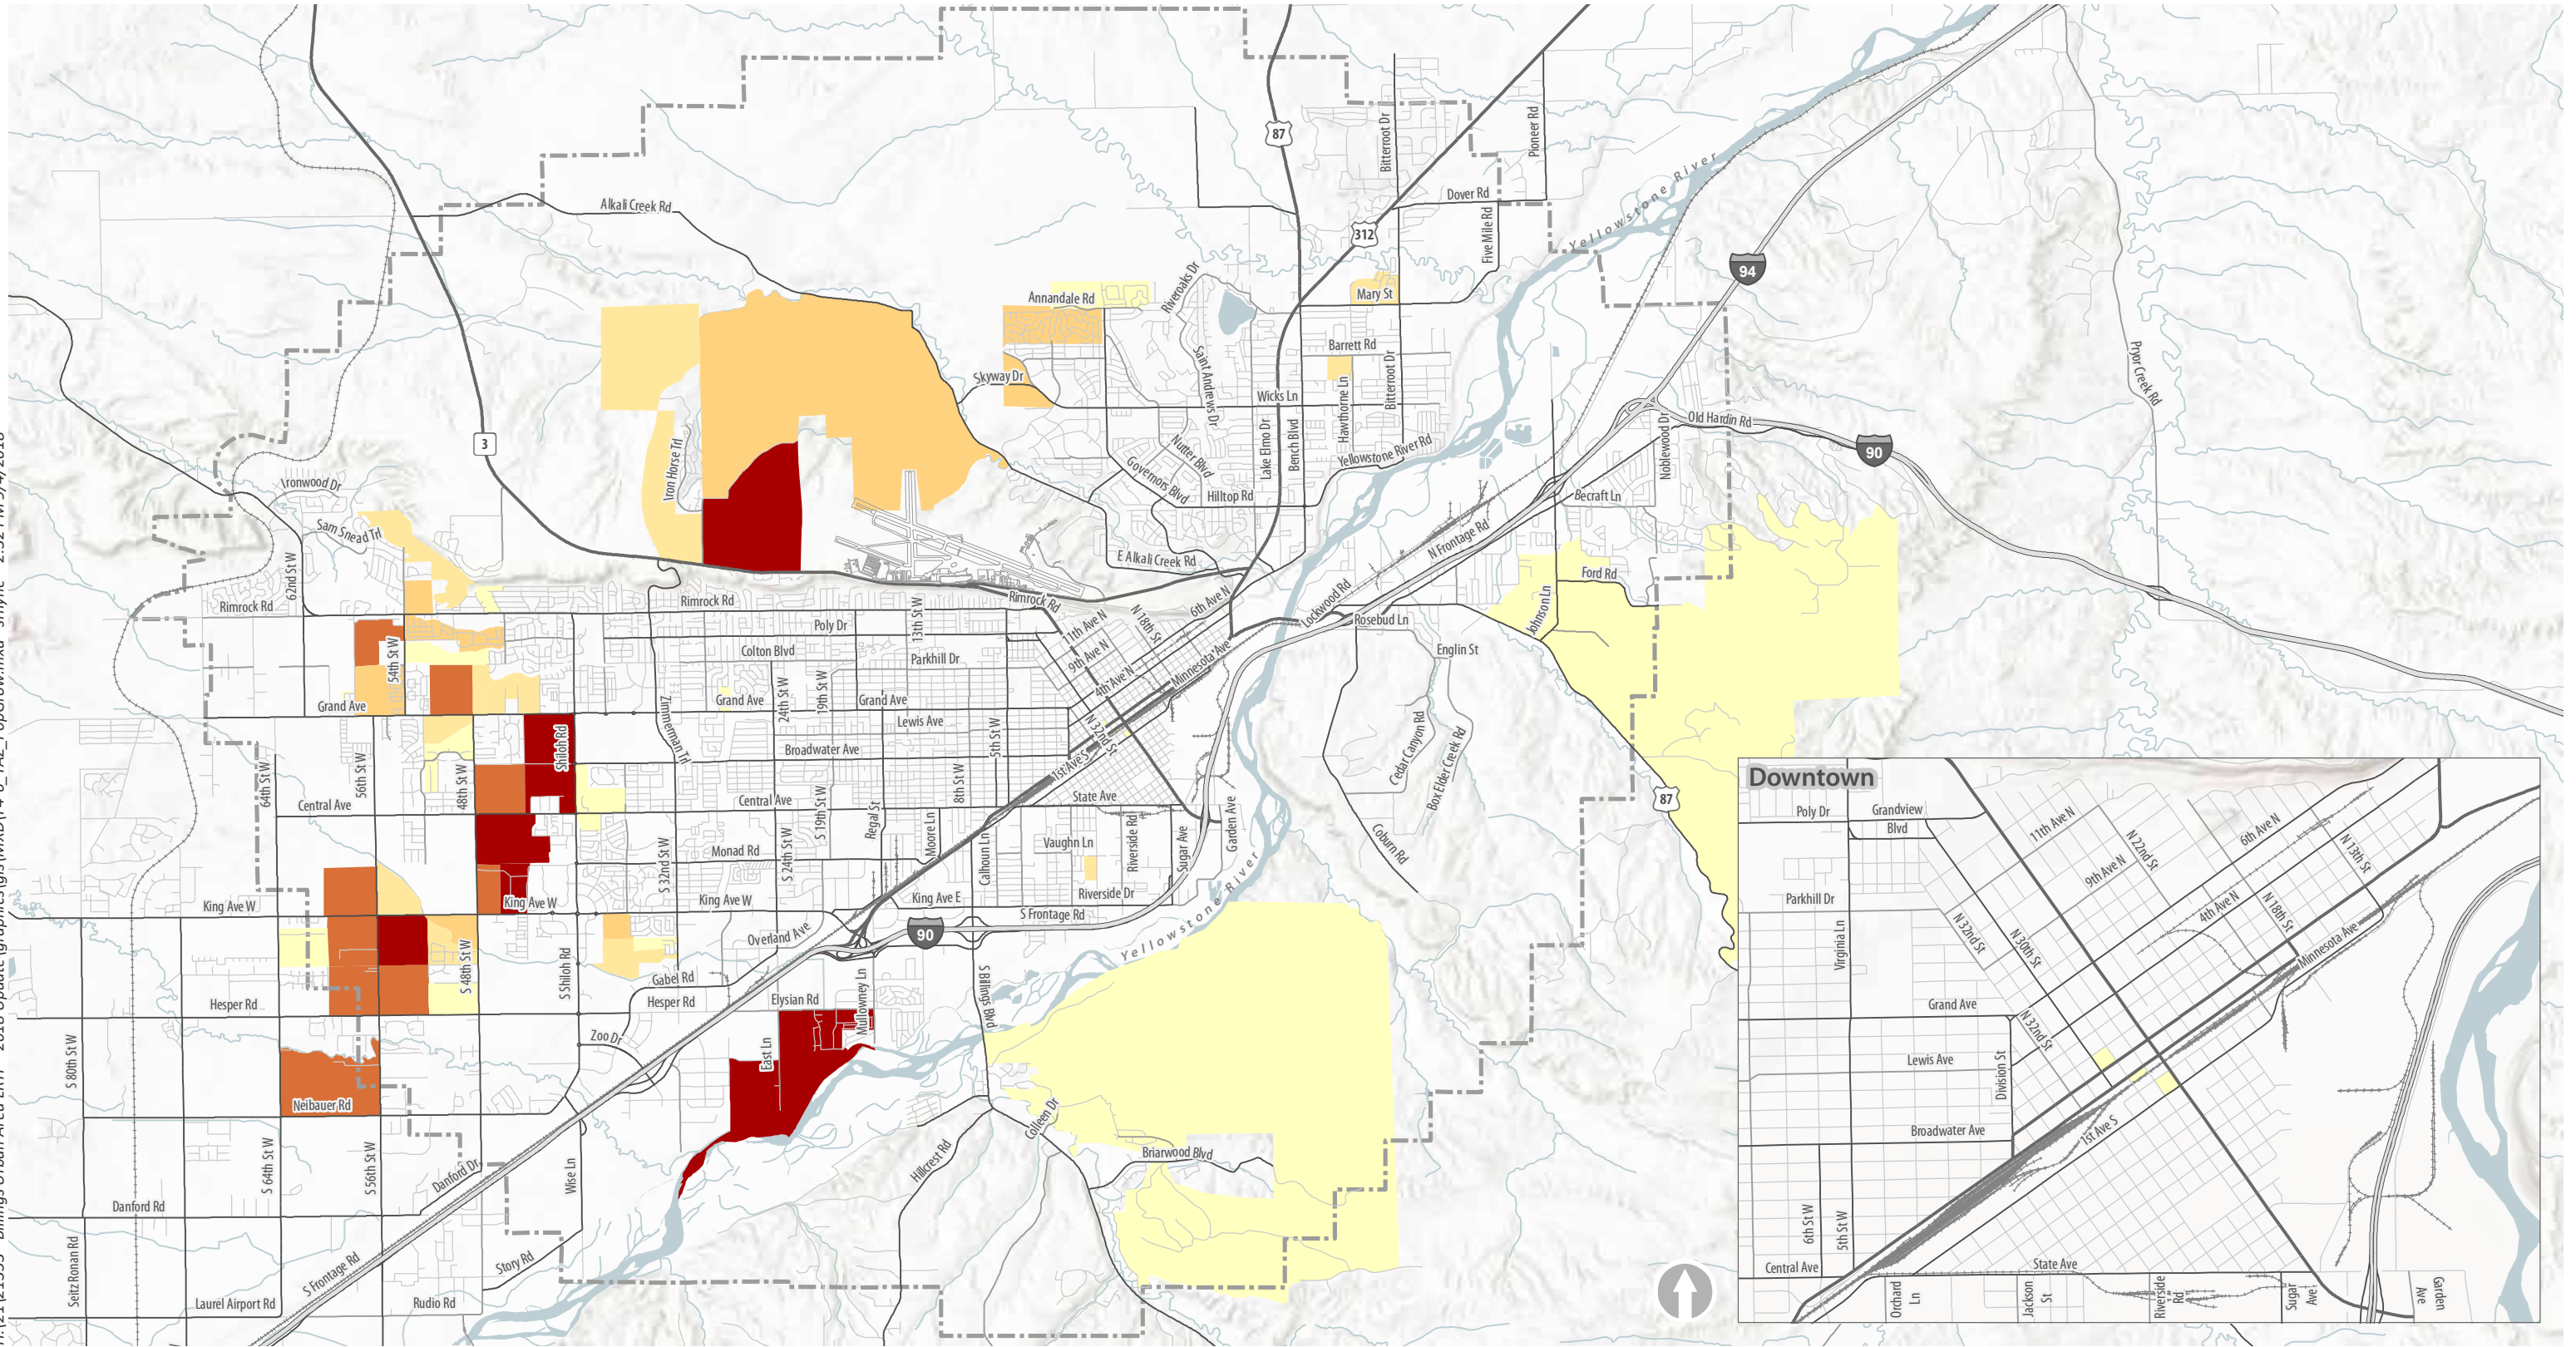 Alkali Creek Rd
87
Bitterroot Dr
Pioneer Rd
Dover Rd
Five Mile Rd
312
Yellowstone River
94
Annandale Rd
Riveroaks Dr
Mary St
Barrett Rd
Saint Andrews Dr
Skyway Dr
Wicks Ln
Hawthorne Ln
Bitterroot Dr
Pryor Creek Rd
3
Iron Horse Trl
Nutter Blvd
Governors Blvd
Lake Elmo Dr
Bench Blvd
Yellowstone River Rd
Old Hardin Rd
Noblewood Dr
90
Hilltop Rd
Becraft Ln
Ironwood Dr
Sam Snead Trl
62nd St W
E Alkali Creek Rd
N Frontage Rd
Ford Rd
Johnson Ln
Rimrock Rd
Rimrock Rd
Rimrock Rd
Poly Dr
13th St W
11th Ave N
N 18th St
6th Ave N
Lockwood Rd
Rosebud Ln
54th St W
Colton Blvd
Parkhill Dr
9th Ave N
4th Ave N
Minnesota Ave
Englin St
Grand Ave
Grand Ave
Grand Ave
Zimmerman Trl
24th St W
19th St W
Lewis Ave
N 32nd St
5th St W
Shiloh Rd
Broadwater Ave
1st Ave S
Cedar Canyon Rd
Box Elder Creek Rd
64th St W
56th St W
48th St W
Central Ave
Central Ave
S 19th St W
Regal St
8th St W
State Ave
87
Moore Ln
Calhoun Ln
Vaughn Ln
Riverside Rd
Sugar Ave
Garden Ave
Coburn Rd
S 32nd St W
Monad Rd
S 24th St W
King Ave W
King Ave W
King Ave W
King Ave E
Riverside Dr
S Frontage Rd
90
Overland Ave
Yellowstone River
S 48th St W
S Shiloh Rd
Gabel Rd
Hesper Rd
Hesper Rd
Elysian Rd
Mullowney Ln
S Billings Blvd
Zoo Dr
East Ln
S 80th St W
Neibauer Rd
Colleen Dr
Briarwood Blvd
Hillcrest Rd
S 64th St W
S 56th St W
Danford Dr
Wise Ln
Danford Rd
Seitz Ronan Rd
S Frontage Rd
Story Rd
Laurel Airport Rd
Rudio Rd
Downtown
Poly Dr
Grandview
Blvd
11th Ave N
N 22nd St
6th Ave N
N 13th St
9th Ave N
Parkhill Dr
Virginia Ln
N 32nd St
N 30th St
4th Ave N
N 18th St
Minnesota Ave
Grand Ave
N 32nd St
Lewis Ave
Division St
1st Ave S
Broadwater Ave
6th St W
5th St W
Central Ave
State Ave
Orchard
Ln
Jackson
St
Riverside
Rd
Sugar
Ave
Garden
Ave